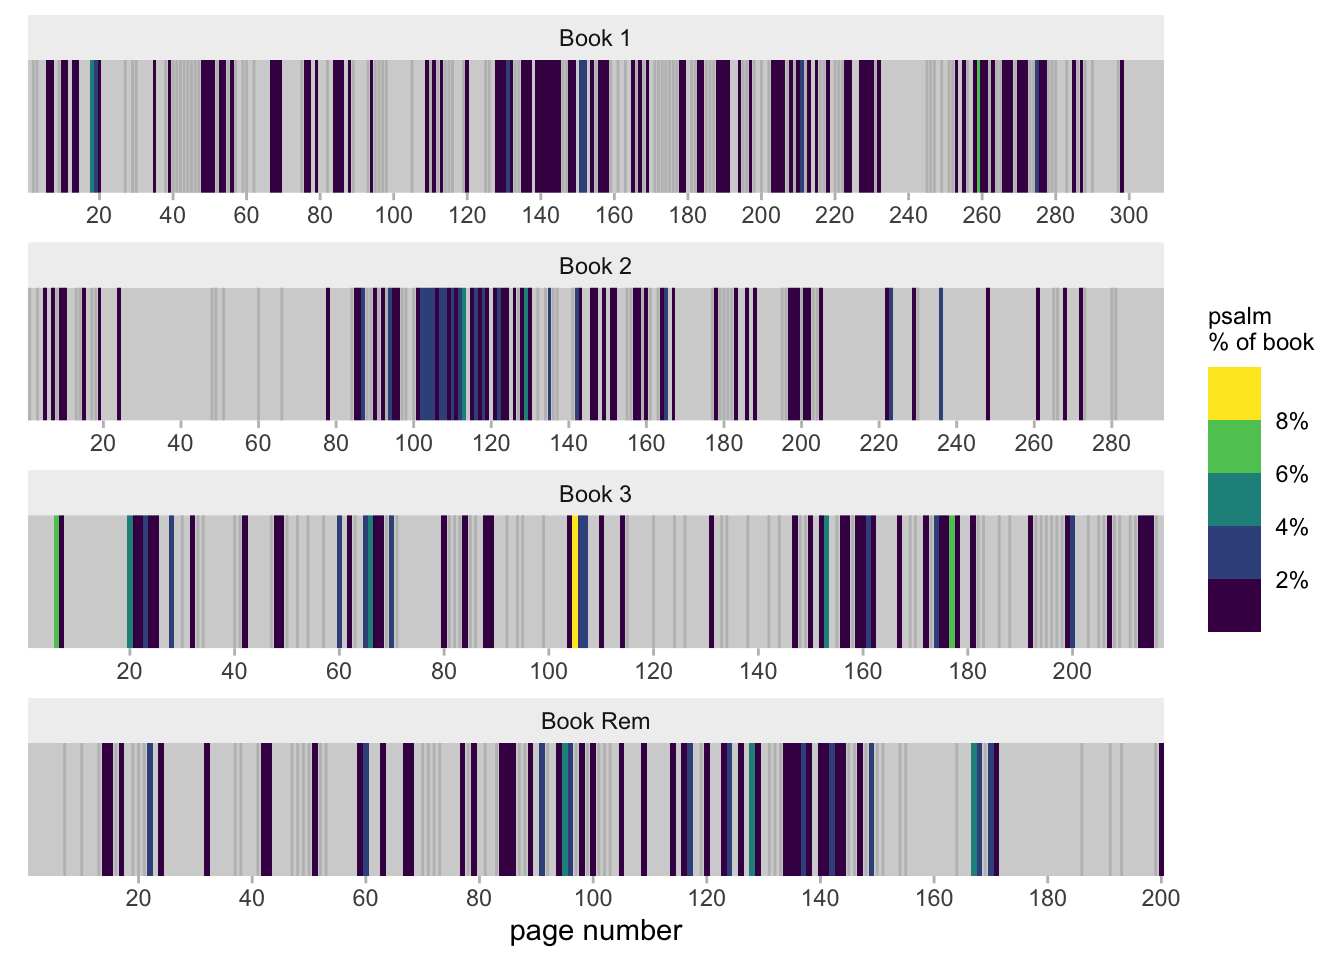 Book 1
20 40 60 80 100 120 140 160 180 200 220 240 260 280 300
Book 2
20 40 60 80 100 120 140 160 180 200 220 240 260 280
Book 3
20 40 60 80 100 120 140 160 180 200
Book Rem
20 40 60 80 100 120 140 160 180 200
page number
psalm
% of book
8%
6%
4%
2%